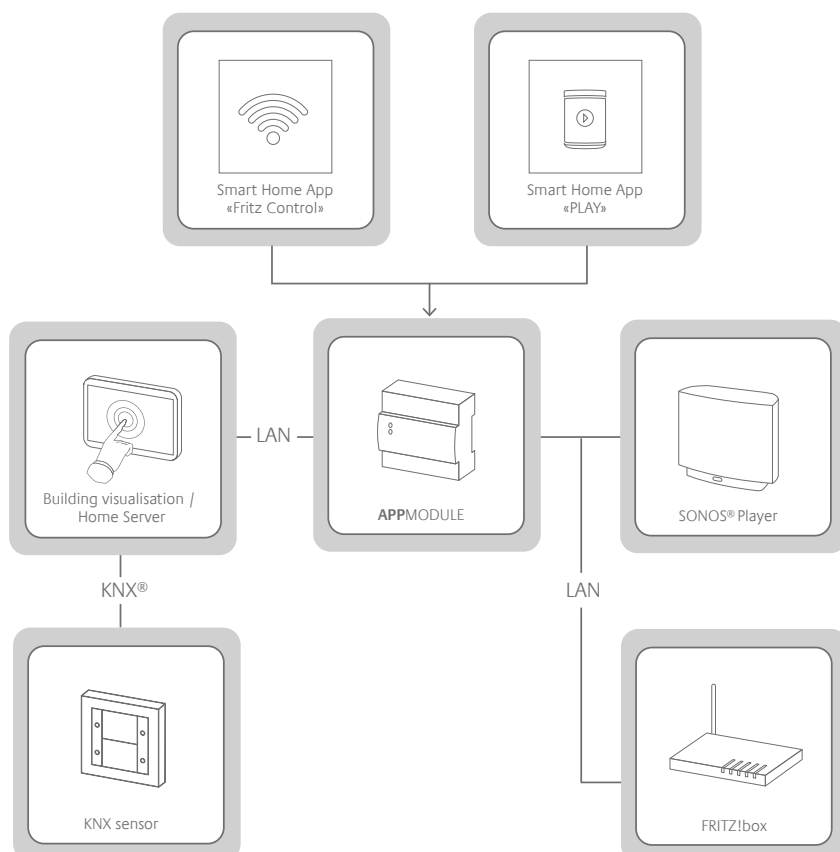 Smart Home App
«Fritz Control»
Smart Home App
«PLAY»
Building visualisation /
Home Server
LAN
APPMODULE
SONOS® Player
KNX®
LAN
KNX sensor
FRITZ!box